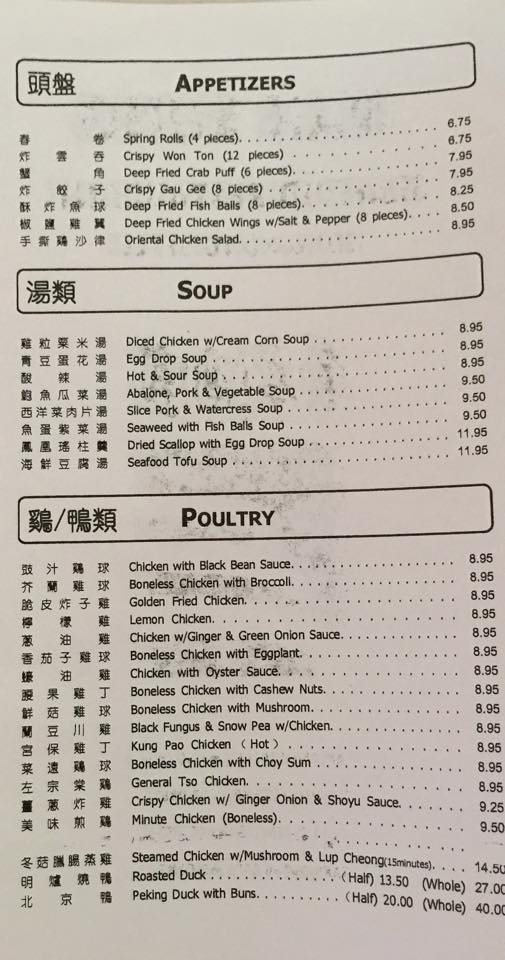 頭盤 APPETIZERS
春卷 Spring Rolls (4 pieces) 6.75
炸雲吞 Crispy Won Ton (12 pieces) 6.75
蟹角 Deep Fried Crab Puff (6 pieces) 7.95
炸餃子 Crispy Gau Gee (8 pieces) 7.95
酥炸魚球 Deep Fried Fish Balls (8 pieces) 8.25
椒鹽雞翼 Deep Fried Chicken Wings w/Salt & Pepper (8 pieces) 8.50
手撕鷄沙律 Oriental Chicken Salad 8.95
湯類 SOUP
雞粒粟米湯 Diced Chicken w/Cream Corn Soup 8.95
青豆蛋花湯 Egg Drop Soup 8.95
酸辣湯 Hot & Sour Soup 8.95
鮑魚瓜菜湯 Abalone, Pork & Vegetable Soup 9.50
西洋菜肉片湯 Slice Pork & Watercress Soup 9.50
魚蛋紫菜湯 Seaweed with Fish Balls Soup 9.50
鳳凰瑤柱羹 Dried Scallop with Egg Drop Soup 11.95
海鮮豆腐湯 Seafood Tofu Soup 11.95
鷄/鴨類 POULTRY
豉汁鷄球 Chicken with Black Bean Sauce 8.95
芥蘭雞球 Boneless Chicken with Broccoli 8.95
脆皮炸子雞 Golden Fried Chicken 8.95
檸檬雞 Lemon Chicken 8.95
蔥油雞 Chicken w/Ginger & Green Onion Sauce 8.95
香茄子雞球 Boneless Chicken with Eggplant 8.95
蠔油雞 Chicken with Oyster Sauce 8.95
腰果雞丁 Boneless Chicken with Cashew Nuts 8.95
鮮菇雞球 Boneless Chicken with Mushroom 8.95
蘭豆川雞 Black Fungus & Snow Pea w/Chicken 8.95
宮保雞丁 Kung Pao Chicken (Hot) 8.95
菜遠鷄球 Boneless Chicken with Choy Sum 8.95
左宗棠鷄 General Tso Chicken 8.95
薑蔥炸雞 Crispy Chicken w/ Ginger Onion & Shoyu Sauce 9.25
美味煎鷄 Minute Chicken (Boneless) 9.50
冬菇臘腸蒸雞 Steamed Chicken w/Mushroom & Lup Cheong(15minutes) 14.50
明爐燒鴨 Roasted Duck (Half) 13.50 (Whole) 27.00
北京鴨 Peking Duck with Buns (Half) 20.00 (Whole) 40.00